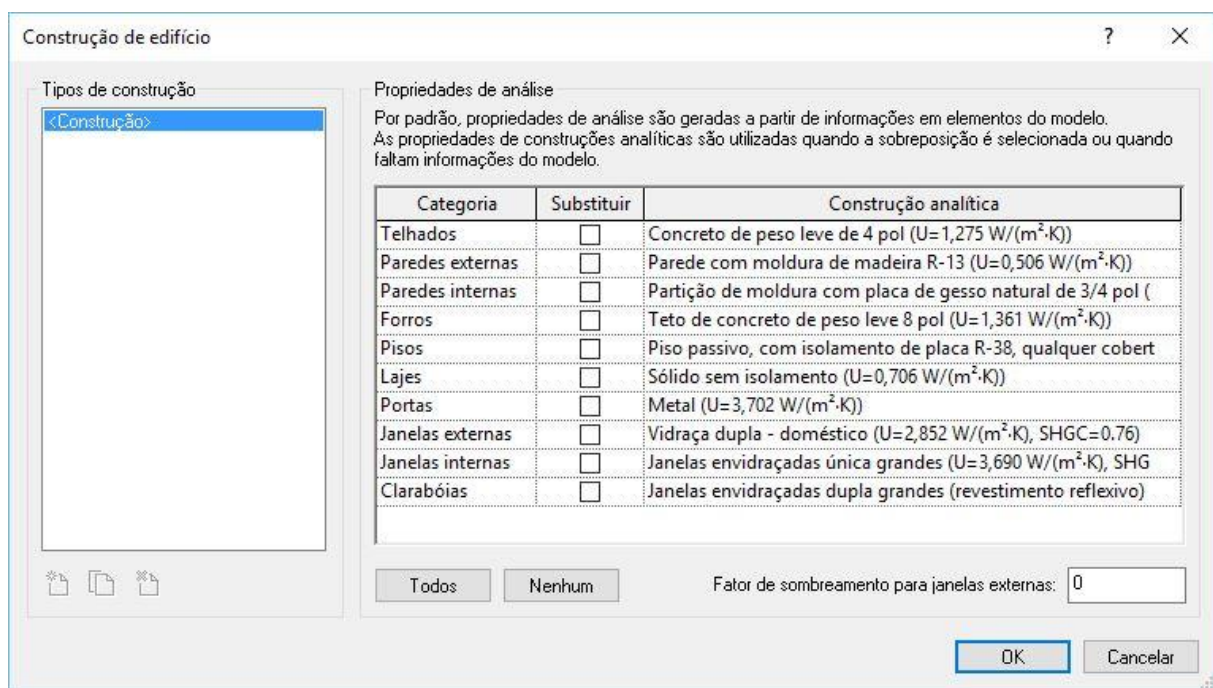 Construção de edifício
Tipos de construção
<Construção>
Propriedades de análise
Por padrão, propriedades de análise são geradas a partir de informações em elementos do modelo.
As propriedades de construções analíticas são utilizadas quando a sobreposição é selecionada ou quando
faltam informações do modelo.
Categoria Substituir Construção analítica
Telhados Concreto de peso leve de 4 pol (U=1,275 W/(m²·K))
Paredes externas Parede com moldura de madeira R-13 (U=0,506 W/(m²·K))
Paredes internas Partição de moldura com placa de gesso natural de 3/4 pol (
Forros Teto de concreto de peso leve 8 pol (U=1,361 W/(m²·K))
Pisos Piso passivo, com isolamento de placa R-38, qualquer cobert
Lajes Sólido sem isolamento (U=0,706 W/(m²·K))
Portas Metal (U=3,702 W/(m²·K))
Janelas externas Vidraça dupla - doméstico (U=2,852 W/(m²·K), SHGC=0.76)
Janelas internas Janelas envidraçadas única grandes (U=3,690 W/(m²·K), SHG
Clarabóias Janelas envidraçadas dupla grandes (revestimento reflexivo)
Todos Nenhum Fator de sombreamento para janelas externas: 0
OK Cancelar